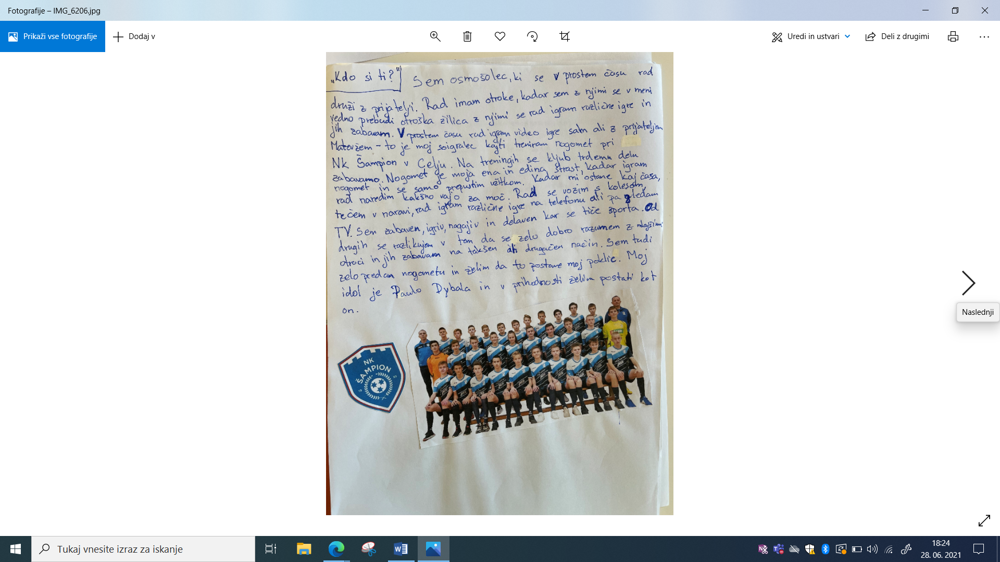 Fotografije – IMG_6206.jpg
Prikaži vse fotografije
Dodaj v
Uredi in ustvari
Deli z drugimi
„Kdo si ti?" Sem osmošolec, ki se v prostem času rad
druži z prijatelji. Rad imam otroke, kadar sem z njimi se v meni
vedno prebudi otroška žilica z njimi se rad igram različne igre in
jih zabavam. V prostem času rad igram video igre sam ali z prijateljem
Matevžem - to je moj soigralec kajti treniram nogomet pri
NK Šampion v Celju. Na treningih se kljub trdemu delu
zabavamo. Nogomet je moja ena in edina strast, kadar igram
nogomet in se samo prepustim užitkom. Kadar mi ostane kaj časa,
rad naredim kakšno vajo za moč. Rad se vozim s kolesom,
tečem v naravi, rad igram različne igre na telefonu ali pa gledam
TV. Sem zabaven, igriv, nagajiv in delaven kar se tiče športa. Od
drugih se razlikujem v tem da se zelo dobro razumem z mlajšimi
otroci in jih zabavam na takšen ali drugačen način. Sem tudi
zelo predan nogometu in želim da to postane moj poklic. Moj
idol je Paulo Dybala in v prihodnosti želim postati kot
on.
NK
ŠAMPION
Naslednji
Tukaj vnesite izraz za iskanje
18:24
28. 06. 2021